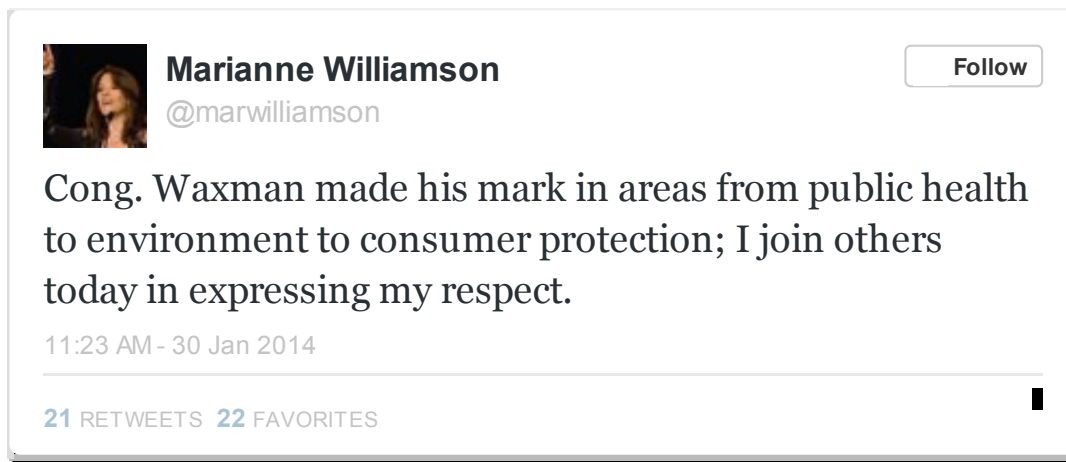 Marianne Williamson
Follow
@marwilliamson
Cong. Waxman made his mark in areas from public health
to environment to consumer protection; I join others
today in expressing my respect.
11:23 AM - 30 Jan 2014
21 RETWEETS 22 FAVORITES